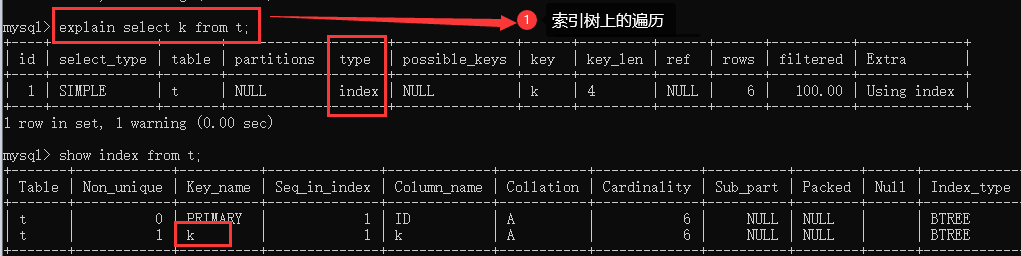 mysql> explain select k from t;
1 索引树上的遍历
| id | select_type | table | partitions | type | possible_keys | key | key_len | ref | rows | filtered | Extra |
| 1 | SIMPLE | t | NULL | index | NULL | k | 4 | NULL | 6 | 100.00 | Using index |
1 row in set, 1 warning (0.00 sec)
mysql> show index from t;
| Table | Non_unique | Key_name | Seq_in_index | Column_name | Collation | Cardinality | Sub_part | Packed | Null | Index_type
| t | 0 | PRIMARY | 1 | ID | A | 6 | NULL | NULL | | BTREE
| t | 1 | k | 1 | k | A | 6 | NULL | NULL | | BTREE